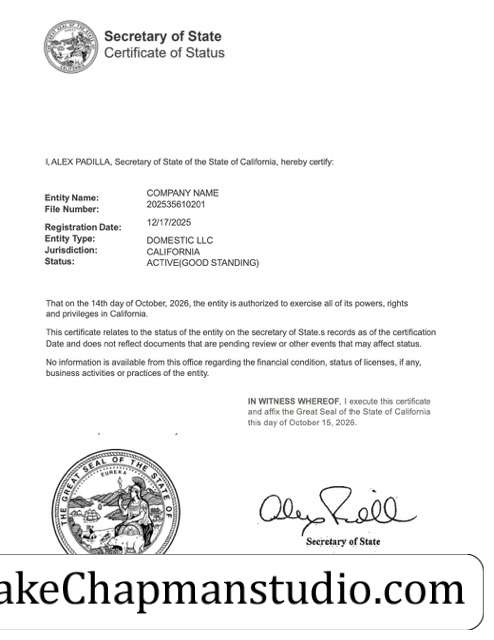 Secretary of State
Certificate of Status
I, ALEX PADILLA, Secretary of State of the State of California, hereby certify:
Entity Name: COMPANY NAME
File Number: 202535610201
Registration Date: 12/17/2025
Entity Type: DOMESTIC LLC
Jurisdiction: CALIFORNIA
Status: ACTIVE(GOOD STANDING)
That on the 14th day of October, 2026, the entity is authorized to exercise all of its powers, rights
and privileges in California.
This certificate relates to the status of the entity on the secretary of State.s records as of the certification
Date and does not reflect documents that are pending review or other events that may affect status.
No information is available from this office regarding the financial condition, status of licenses, if any,
business activities or practices of the entity.
IN WITNESS WHEREOF, I execute this certificate
and affix the Great Seal of the State of California
this day of October 15, 2026.
THE GREAT SEAL OF THE STATE OF
EUREKA
Secretary of State
akeChapmanstudio.com